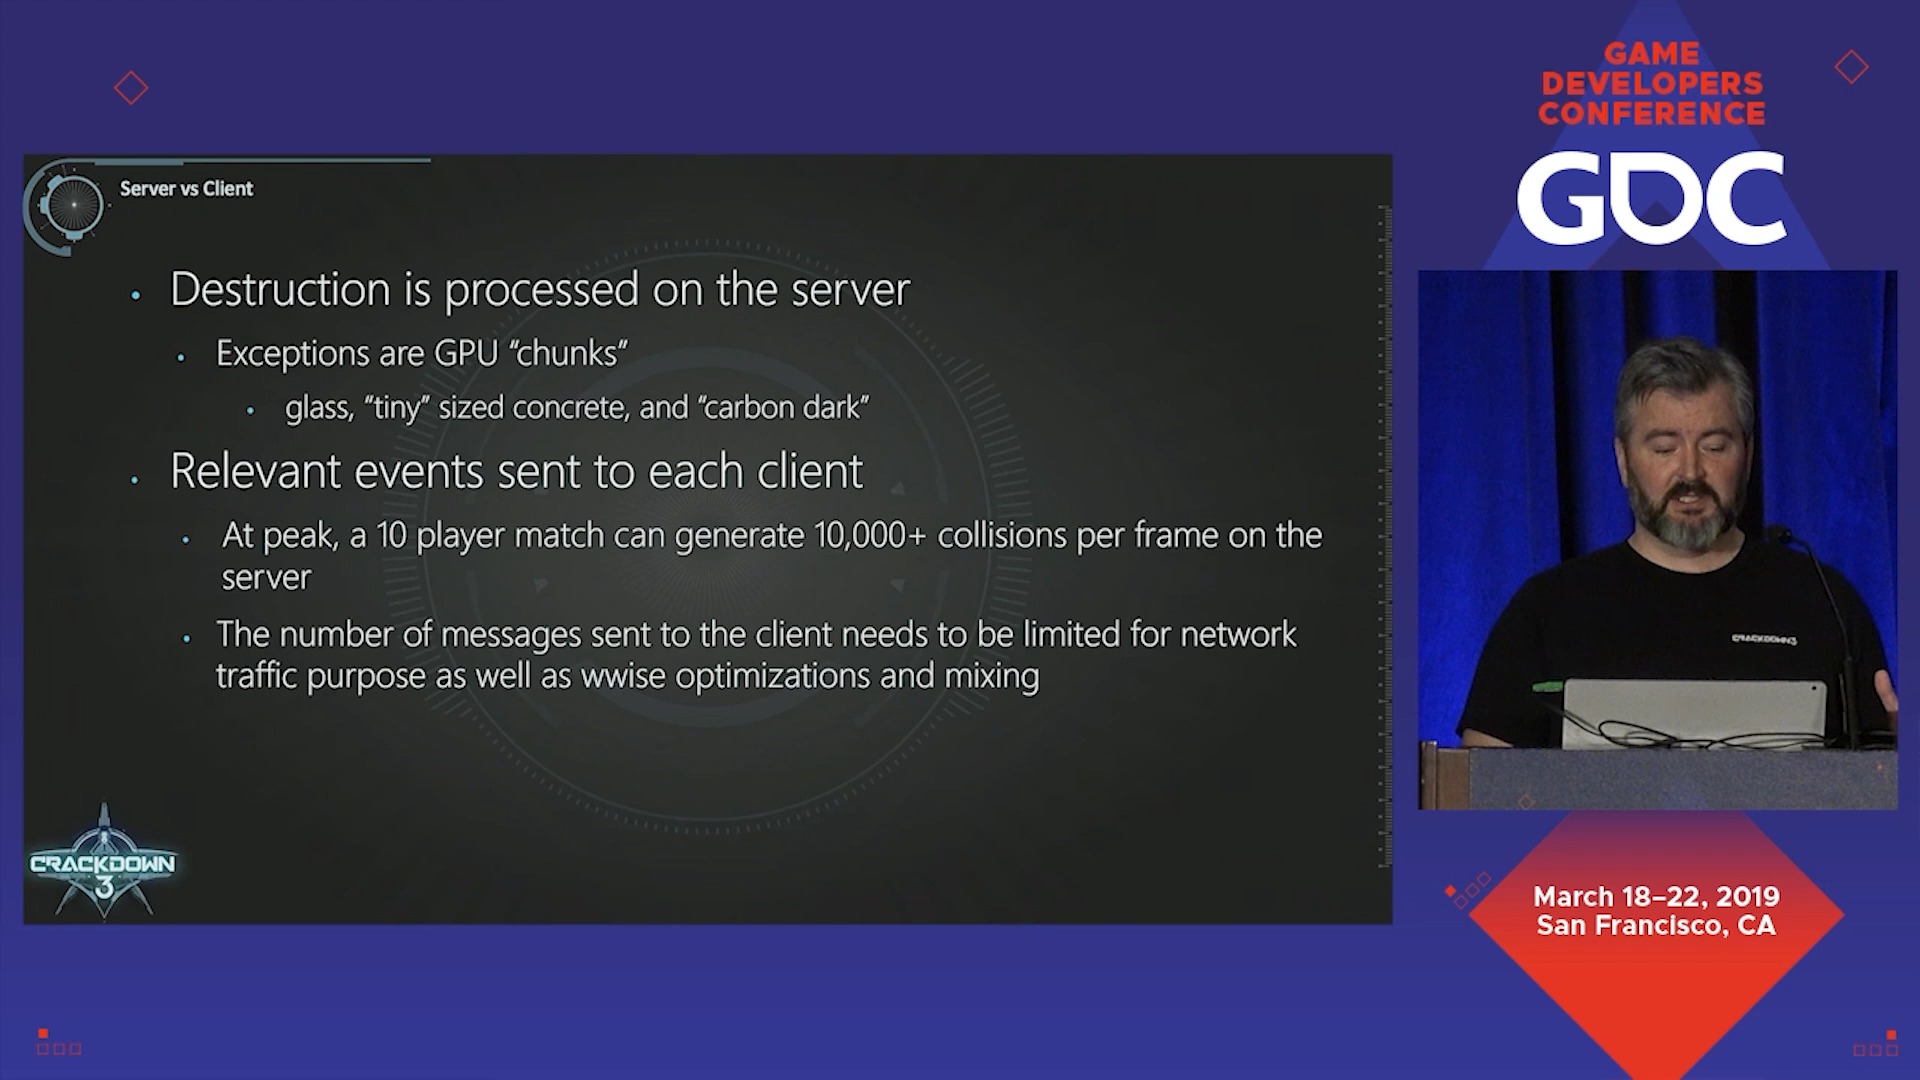 GAME
DEVELOPERS
CONFERENCE
GDC
Server vs Client
Destruction is processed on the server
Exceptions are GPU “chunks”
glass, “tiny” sized concrete, and “carbon dark”
Relevant events sent to each client
At peak, a 10 player match can generate 10,000+ collisions per frame on the
server
The number of messages sent to the client needs to be limited for network
traffic purpose as well as wwise optimizations and mixing
CRACKDOWN
3
CRACKDOWN3
March 18–22, 2019
San Francisco, CA